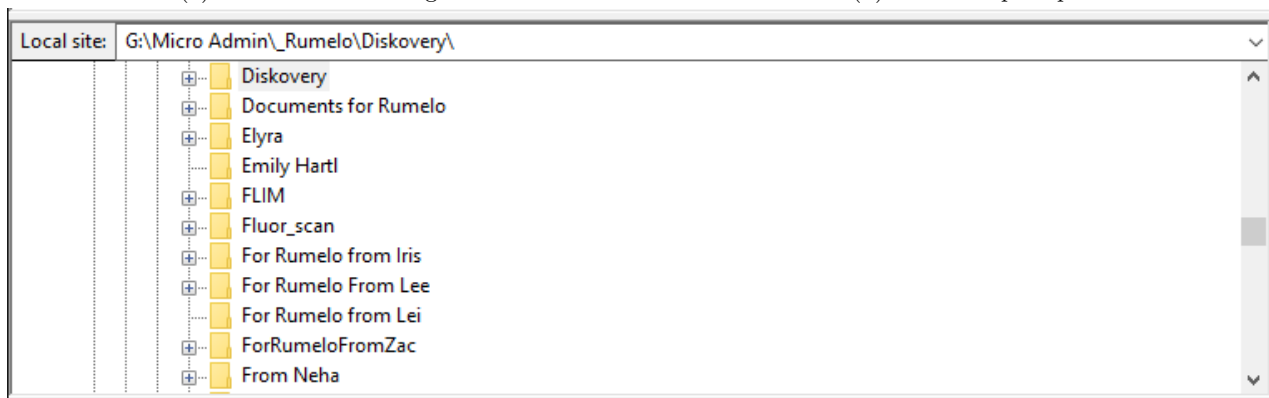 Local site: G:\Micro Admin\_Rumelo\Diskovery\
Diskovery
Documents for Rumelo
Elyra
Emily Hartl
FLIM
Fluor_scan
For Rumelo from Iris
For Rumelo From Lee
For Rumelo from Lei
ForRumeloFromZac
From Neha